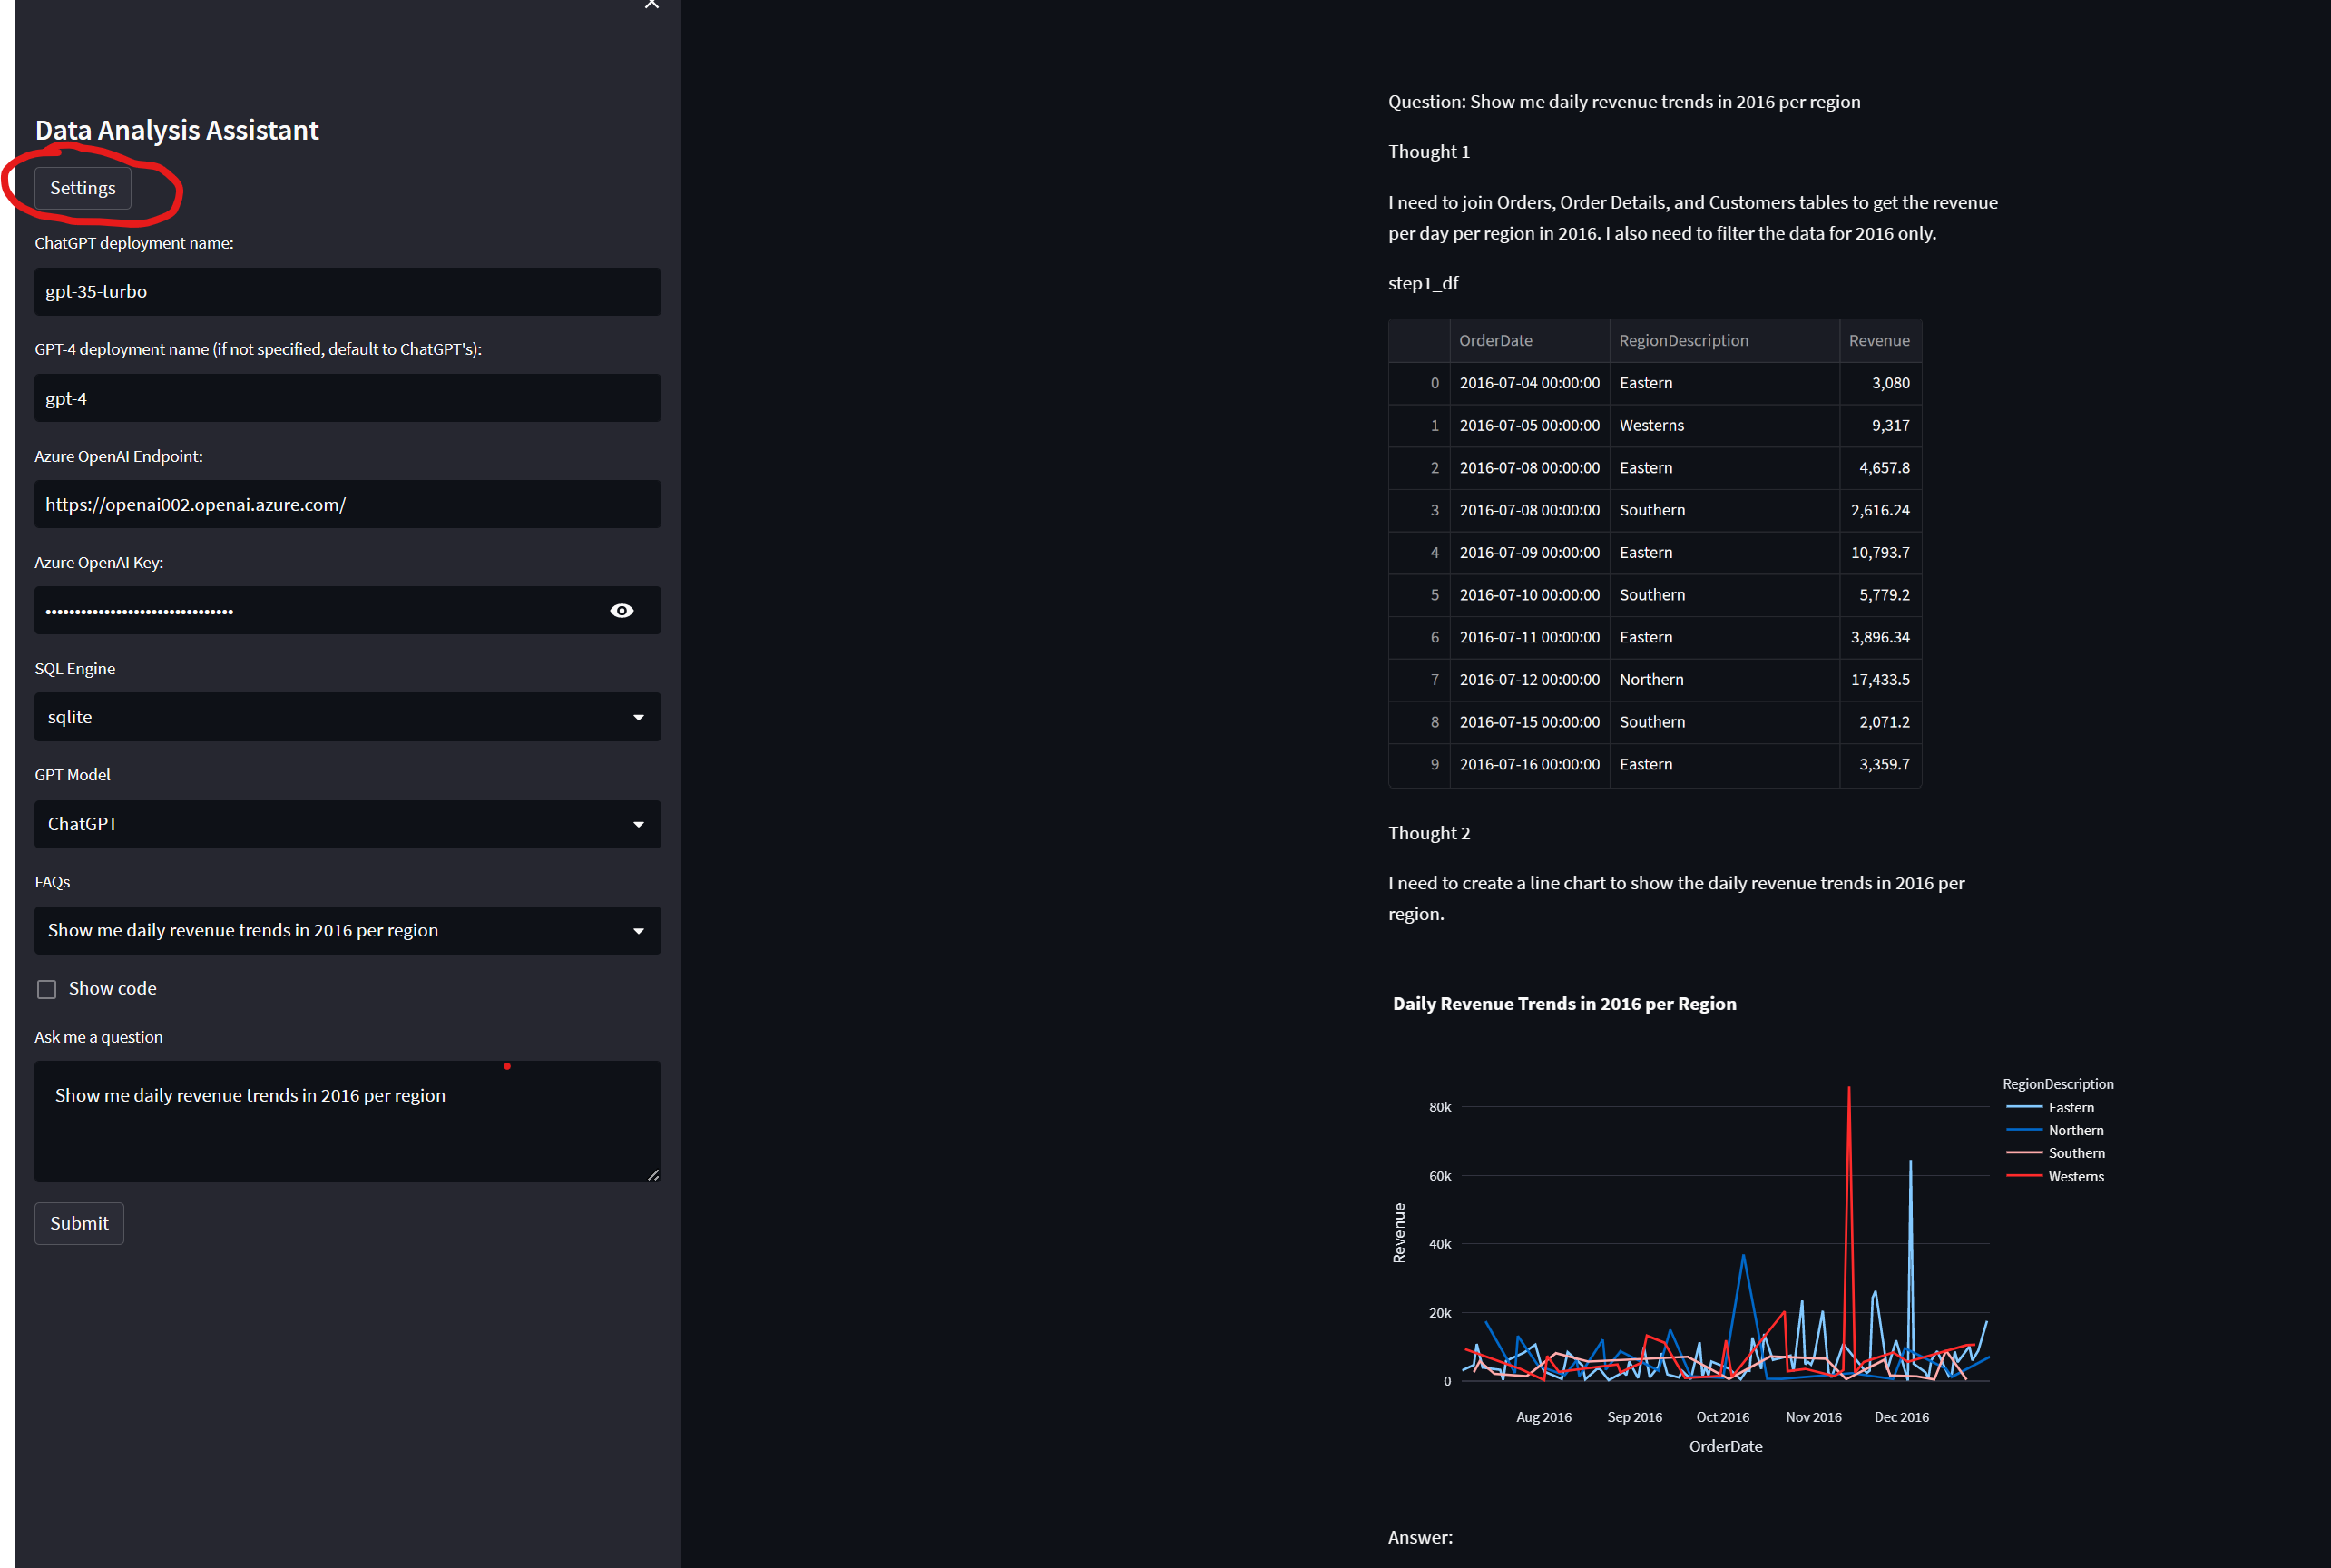 Data Analysis Assistant
Settings
ChatGPT deployment name:
gpt-35-turbo
GPT-4 deployment name (if not specified, default to ChatGPT's):
gpt-4
Azure OpenAI Endpoint:
https://openai002.openai.azure.com/
Azure OpenAI Key:
••••••••••••••••••••••••••••••••
SQL Engine
sqlite
GPT Model
ChatGPT
FAQs
Show me daily revenue trends in 2016 per region
Show code
Ask me a question
Show me daily revenue trends in 2016 per region
Submit
Question: Show me daily revenue trends in 2016 per region
Thought 1
I need to join Orders, Order Details, and Customers tables to get the revenue
per day per region in 2016. I also need to filter the data for 2016 only.
step1_df
OrderDate RegionDescription Revenue
0 2016-07-04 00:00:00 Eastern 3,080
1 2016-07-05 00:00:00 Westerns 9,317
2 2016-07-08 00:00:00 Eastern 4,657.8
3 2016-07-08 00:00:00 Southern 2,616.24
4 2016-07-09 00:00:00 Eastern 10,793.7
5 2016-07-10 00:00:00 Southern 5,779.2
6 2016-07-11 00:00:00 Eastern 3,896.34
7 2016-07-12 00:00:00 Northern 17,433.5
8 2016-07-15 00:00:00 Southern 2,071.2
9 2016-07-16 00:00:00 Eastern 3,359.7
Thought 2
I need to create a line chart to show the daily revenue trends in 2016 per
region.
Daily Revenue Trends in 2016 per Region
RegionDescription
Eastern
Northern
Southern
Westerns
80k
60k
40k
20k
0
Revenue
Aug 2016 Sep 2016 Oct 2016 Nov 2016 Dec 2016
OrderDate
Answer: